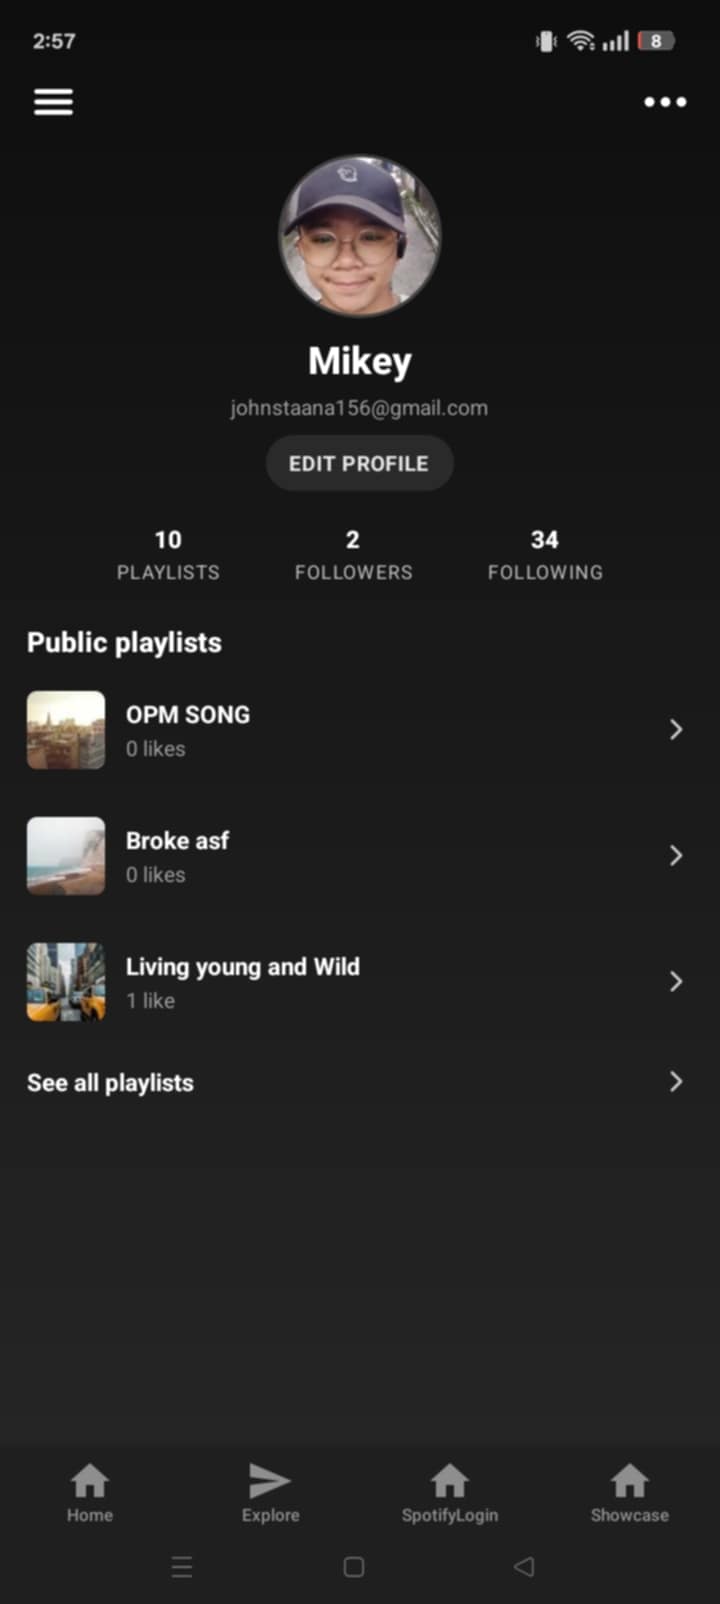 2:57
8
Mikey
johnstaana156@gmail.com
EDIT PROFILE
10 2 34
PLAYLISTS FOLLOWERS FOLLOWING
Public playlists
OPM SONG
0 likes
Broke asf
0 likes
Living young and Wild
1 like
See all playlists
Home Explore SpotifyLogin Showcase